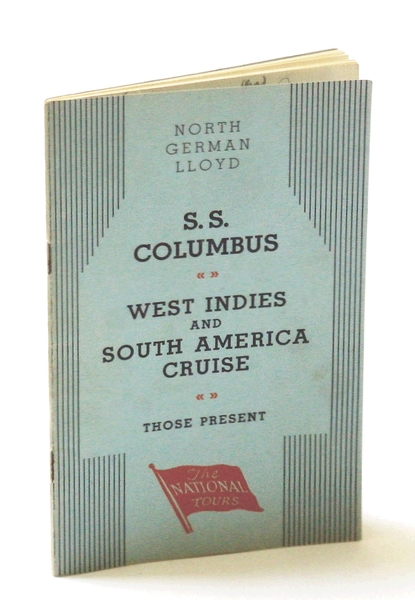 NORTH
GERMAN
LLOYD
S.S.
COLUMBUS
« »
WEST INDIES
AND
SOUTH AMERICA
CRUISE
« »
THOSE PRESENT
The
NATIONAL
TOURS